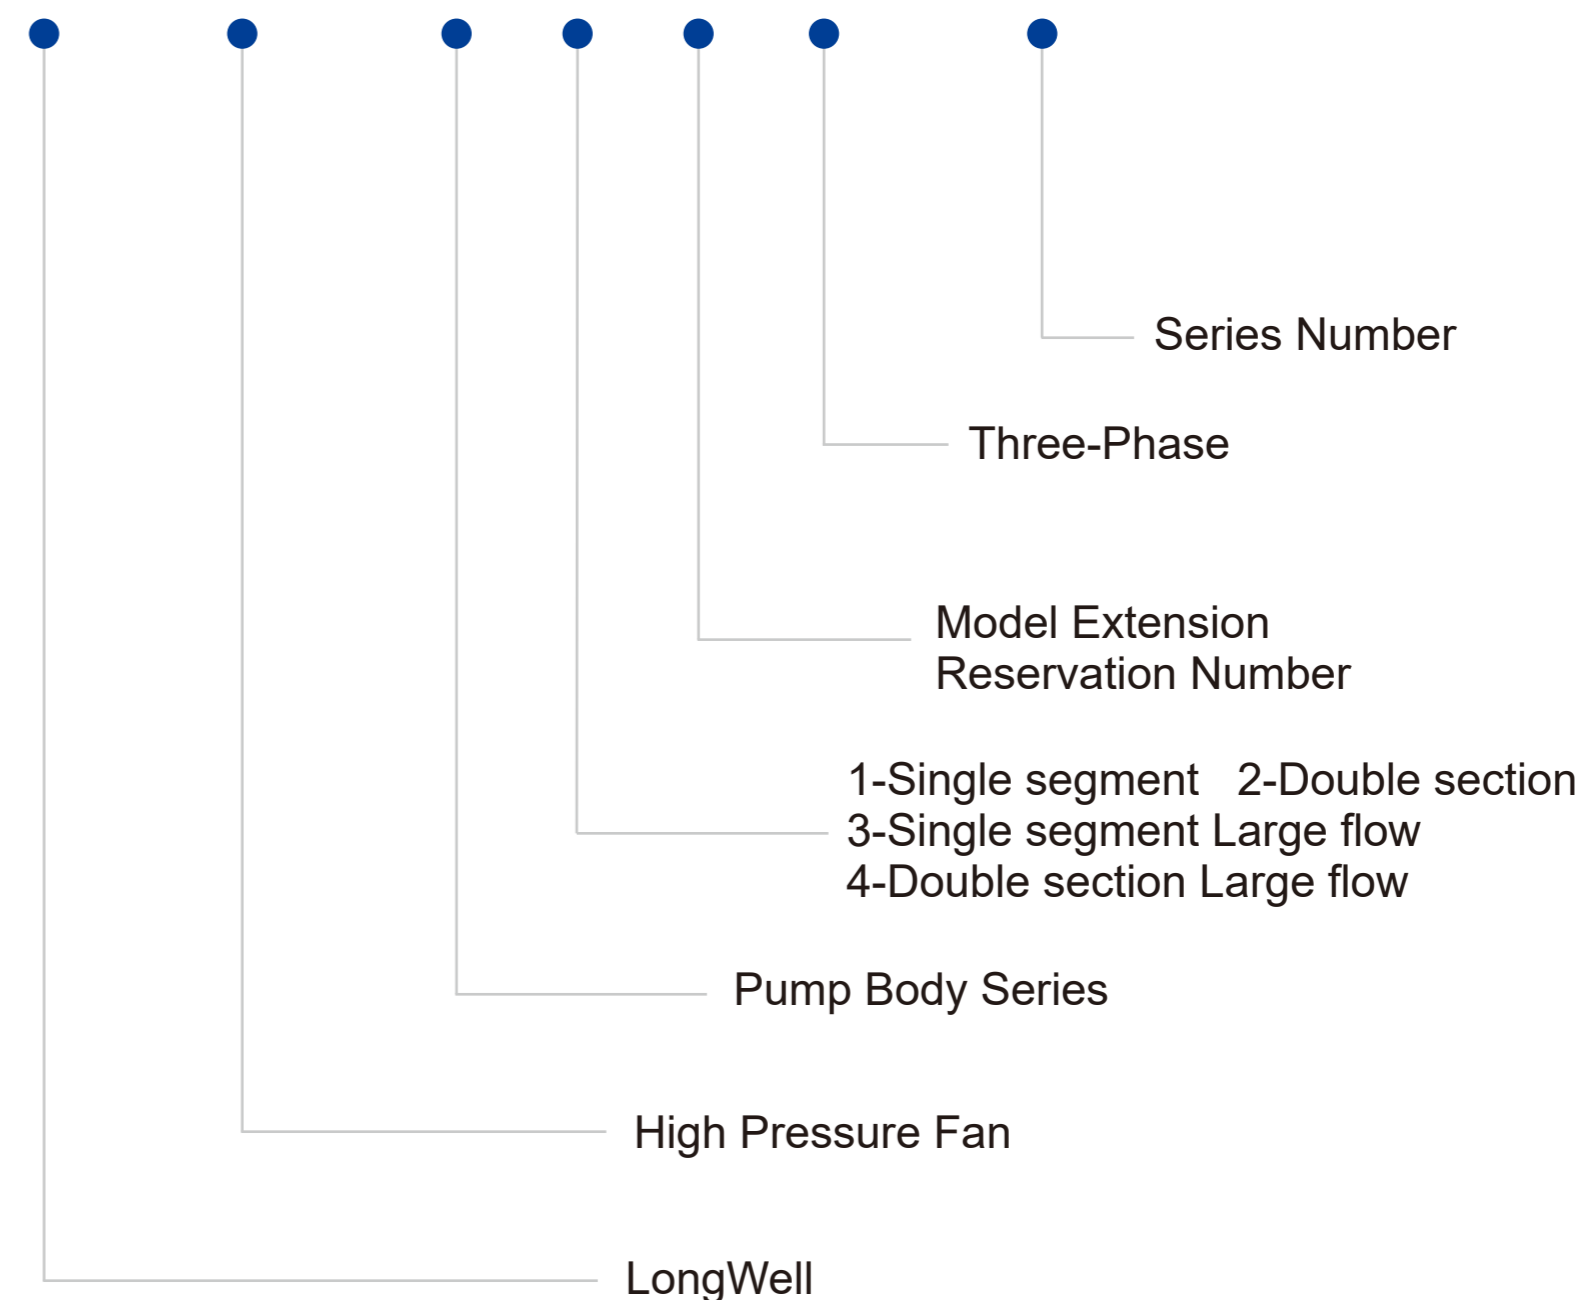 Series Number
Three-Phase
Model Extension
Reservation Number
1-Single segment   2-Double section
3-Single segment Large flow
4-Double section Large flow
Pump Body Series
High Pressure Fan
LongWell